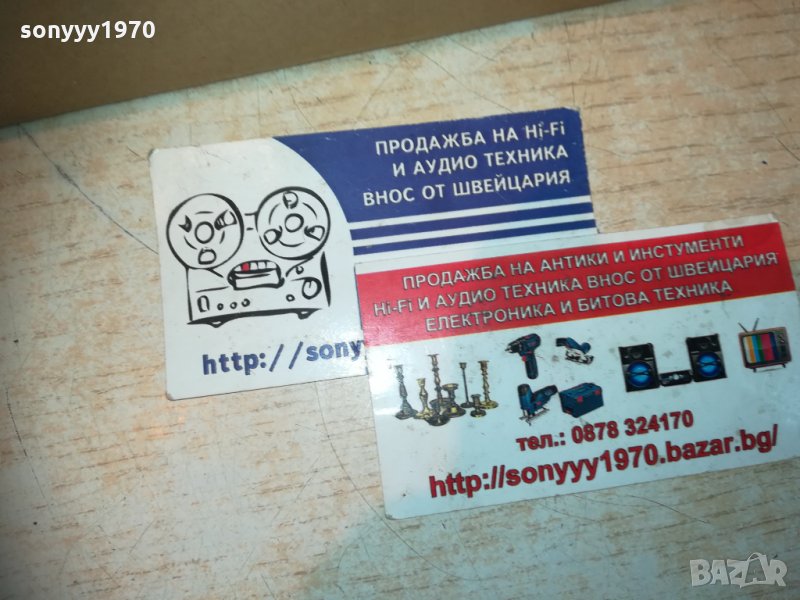 sonyyy1970
ПРОДАЖБА НА Hi-Fi
И АУДИО ТЕХНИКА
ВНОС ОТ ШВЕЙЦАРИЯ
http://sony
ПРОДАЖБА НА АНТИКИ И ИНСТУМЕНТИ
Hi-Fi И АУДИО ТЕХНИКА ВНОС ОТ ШВЕЙЦАРИЯ
ЕЛЕКТРОНИКА И БИТОВА ТЕХНИКА
тел.: 0878 324170
http://sonyyy1970.bazar.bg/
BAZAR